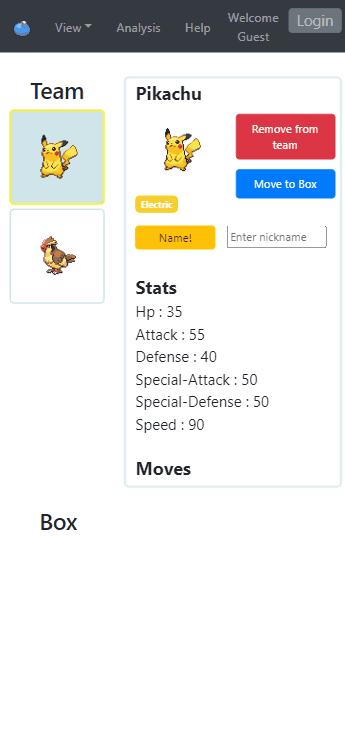 View
Analysis
Help
Welcome
Guest
Login
Team
Pikachu
Remove from
team
Move to Box
Electric
Name!
Enter nickname
Stats
Hp : 35
Attack : 55
Defense : 40
Special-Attack : 50
Special-Defense : 50
Speed : 90
Moves
Box